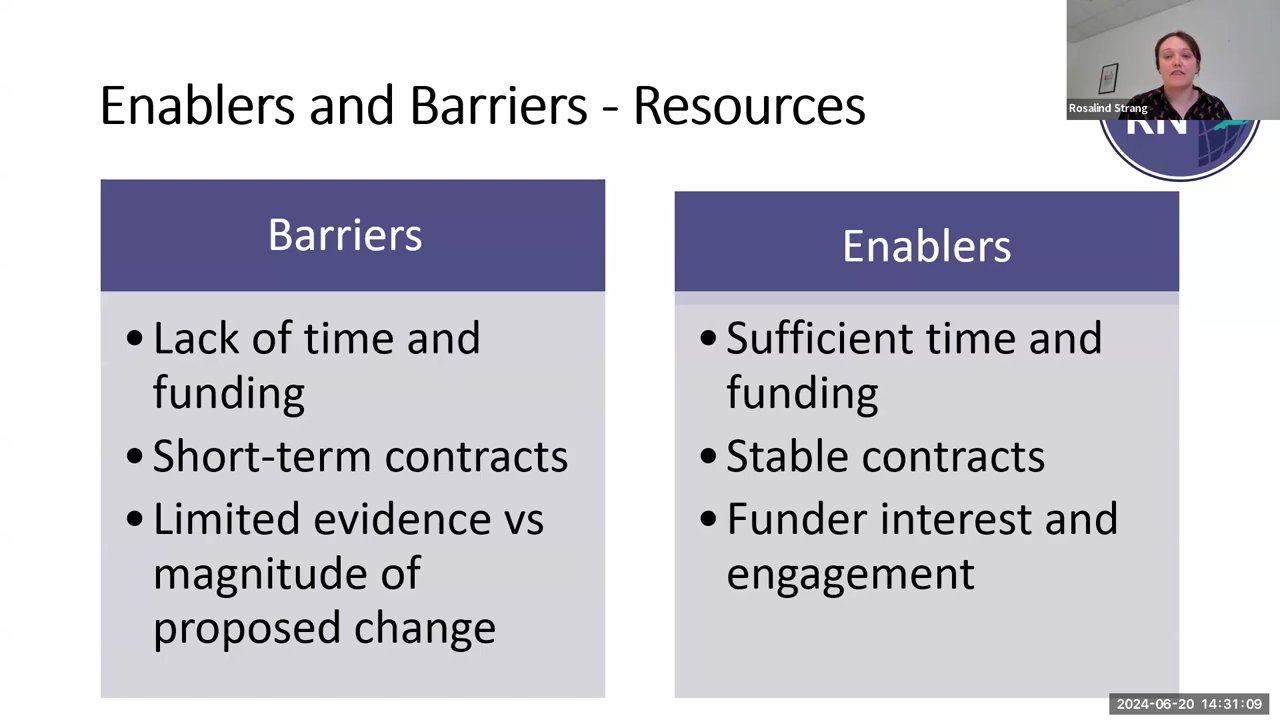 Enablers and Barriers - Resources
Rosalind Strang
RN
Barriers
• Lack of time and
funding
• Short-term contracts
• Limited evidence vs
magnitude of
proposed change
Enablers
• Sufficient time and
funding
• Stable contracts
• Funder interest and
engagement
2024-06-20 14:31:09